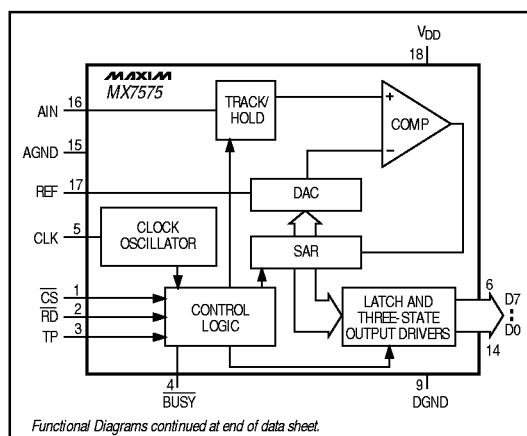 VDD
18
MAXIM
MX7575
AIN 16
TRACK/
HOLD
+
COMP
−
AGND 15
REF 17
DAC
CLK 5
CLOCK
OSCILLATOR
SAR
CS 1
RD 2
TP 3
CONTROL
LOGIC
LATCH AND
THREE-STATE
OUTPUT DRIVERS
6
D7
D0
14
4
BUSY
9
DGND
Functional Diagrams continued at end of data sheet.